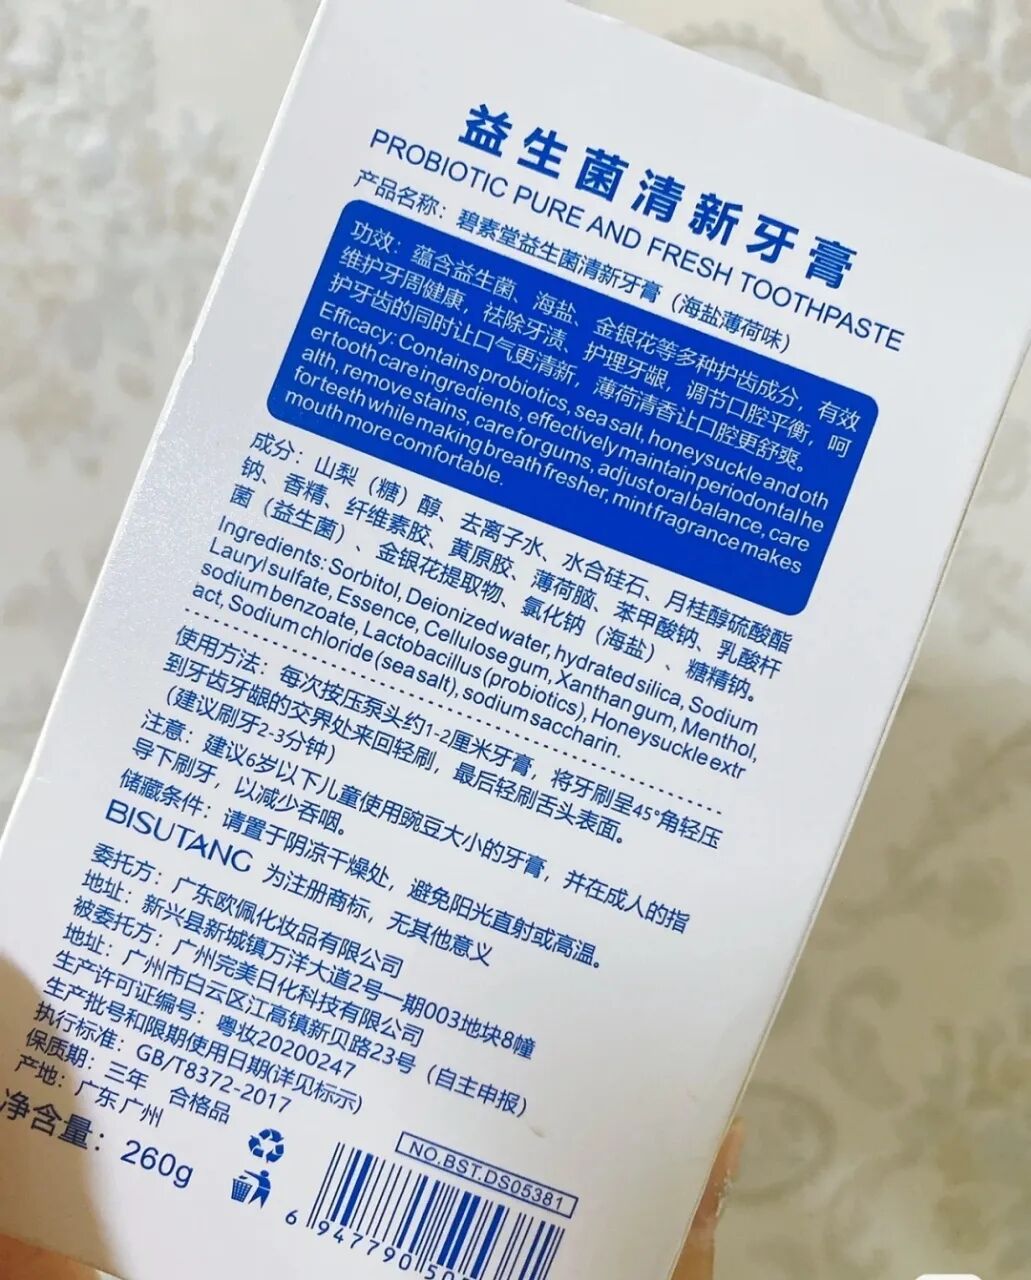 益生菌清新牙膏
PROBIOTIC PURE AND FRESH TOOTHPASTE
产品名称：碧素堂益生菌清新牙膏（海盐薄荷味）
功效：蕴含益生菌、海盐、金银花等多种护齿成分，有效
维护牙周健康，祛除牙渍、护理牙龈，调节口腔平衡，呵
护牙齿的同时让口气更清新，薄荷清香让口腔更舒爽。
Efficacy: Contains probiotics, sea salt, honeysuckle and oth
er tooth care ingredients, effectively maintain periodontal he
alth, remove stains, care for gums, adjust oral balance, care
for teeth while making breath fresher, mint fragrance makes
mouth more comfortable.
成分：山梨（糖）醇、去离子水、水合硅石、月桂醇硫酸酯
钠、香精、纤维素胶、黄原胶、薄荷脑、苯甲酸钠、乳酸杆
菌（益生菌）、金银花提取物、氯化钠（海盐）、糖精钠。
Ingredients: Sorbitol, Deionized water, hydrated silica, Sodium
Lauryl sulfate, Essence, Cellulose gum, Xanthan gum, Menthol,
sodium benzoate, Lactobacillus (probiotics), Honeysuckle extr
act, Sodium chloride (sea salt), sodium saccharin.
使用方法：每次按压泵头约1-2厘米牙膏，将牙刷呈45°角轻压
到牙齿牙龈的交界处来回轻刷，最后轻刷舌头表面。
（建议刷牙2-3分钟）
注意：建议6岁以下儿童使用豌豆大小的牙膏，并在成人的指
导下刷牙，以减少吞咽。
储藏条件：请置于阴凉干燥处，避免阳光直射或高温。
BISUTANG 为注册商标，无其他意义
委托方：广东欧佩化妆品有限公司
地址：新兴县新城镇万洋大道2号一期003地块8幢
被委托方：广州完美日化科技有限公司
地址：广州市白云区江高镇新贝路23号（自主申报）
生产许可证编号：粤妆20200247
生产批号和限期使用日期(详见标示)
执行标准：GB/T8372-2017
保质期：三年 合格品
产地：广东广州
净含量：260g
NO.BST.DS05381
6 947790 50